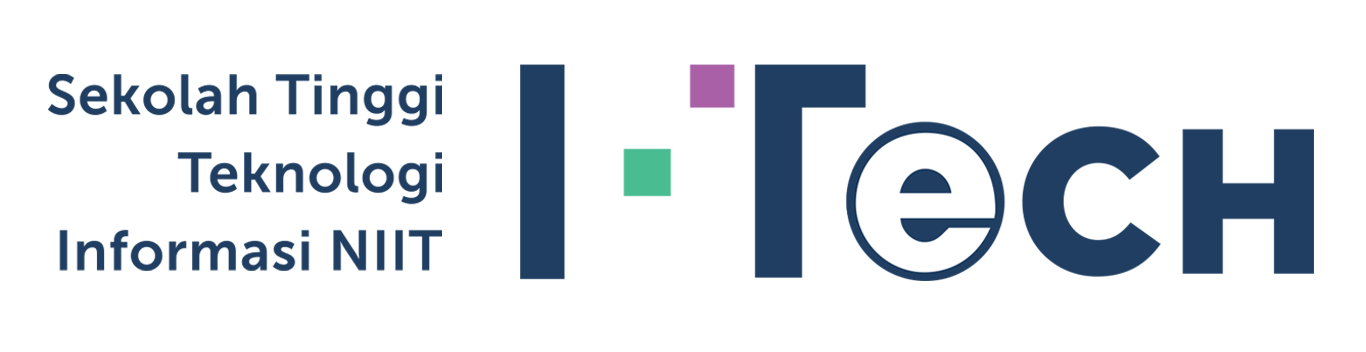 Sekolah Tinggi
Teknologi
Informasi NIIT
I-Tech